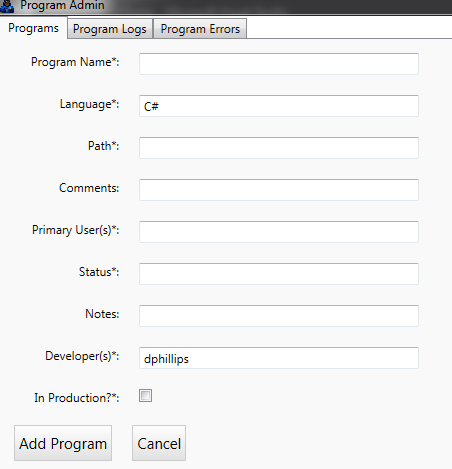 Program Admin
Programs Program Logs Program Errors
Program Name*:
Language*: C#
Path*:
Comments:
Primary User(s)*:
Status*:
Notes:
Developer(s)*: dphillips
In Production?*:
Add Program Cancel